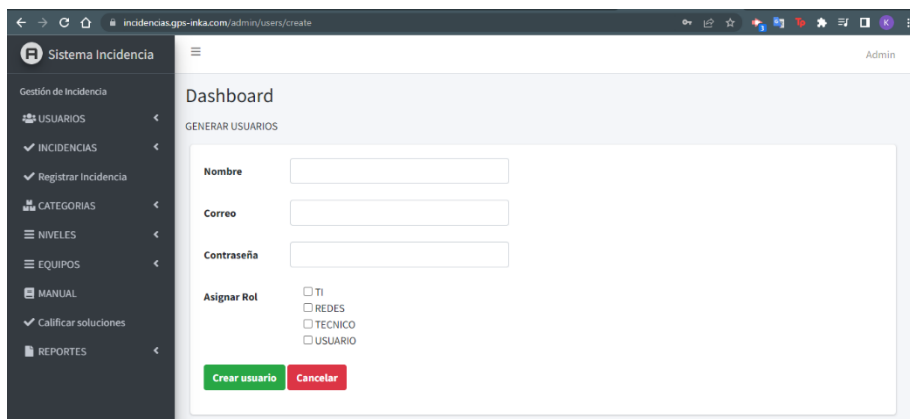 incidencias.gps-inka.com/admin/users/create
K
3
Sistema Incidencia
Admin
Gestión de Incidencia
USUARIOS
INCIDENCIAS
Registrar Incidencia
CATEGORIAS
NIVELES
EQUIPOS
MANUAL
Calificar soluciones
REPORTES
Dashboard
GENERAR USUARIOS
Nombre
Correo
Contraseña
Asignar Rol
TI
REDES
TECNICO
USUARIO
Crear usuario
Cancelar